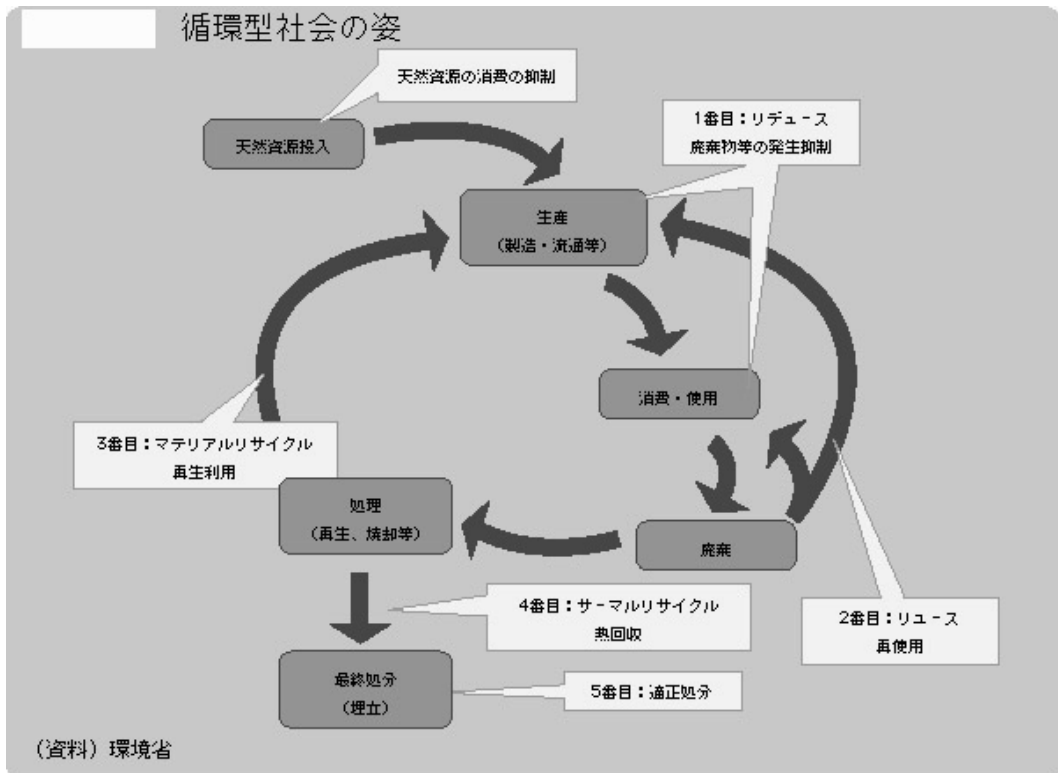 循環型社会の姿
天然資源の消費の抑制
天然資源投入
1番目：リデュース
廃棄物等の発生抑制
生産
（製造・流通等）
消費・使用
3番目：マテリアルリサイクル
再生利用
処理
（再生、焼却等）
廃棄
4番目：サーマルリサイクル
熱回収
2番目：リユース
再使用
最終処分
（埋立）
5番目：適正処分
（資料）環境省